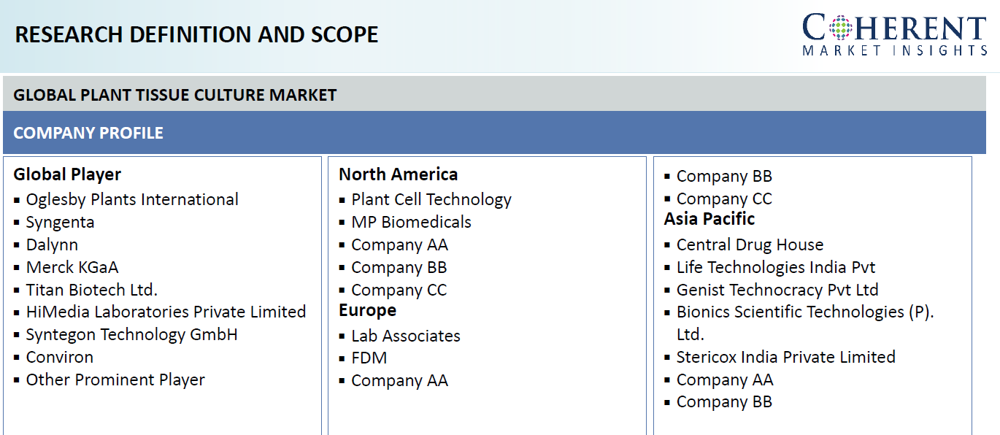 RESEARCH DEFINITION AND SCOPE
COHERENT
MARKET INSIGHTS
GLOBAL PLANT TISSUE CULTURE MARKET
COMPANY PROFILE
Global Player
▪ Oglesby Plants International
▪ Syngenta
▪ Dalynn
▪ Merck KGaA
▪ Titan Biotech Ltd.
▪ HiMedia Laboratories Private Limited
▪ Syntegon Technology GmbH
▪ Conviron
▪ Other Prominent Player
North America
▪ Plant Cell Technology
▪ MP Biomedicals
▪ Company AA
▪ Company BB
▪ Company CC
Europe
▪ Lab Associates
▪ FDM
▪ Company AA
▪ Company BB
▪ Company CC
Asia Pacific
▪ Central Drug House
▪ Life Technologies India Pvt
▪ Genist Technocracy Pvt Ltd
▪ Bionics Scientific Technologies (P).
Ltd.
▪ Stericox India Private Limited
▪ Company AA
▪ Company BB